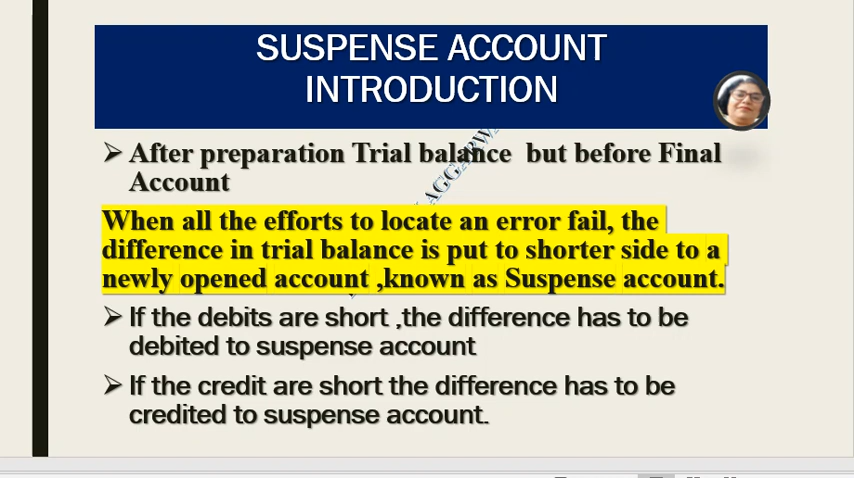 SUSPENSE ACCOUNT
INTRODUCTION
After preparation Trial balance but before Final
Account
When all the efforts to locate an error fail, the
difference in trial balance is put to shorter side to a
newly opened account ,known as Suspense account.
If the debits are short ,the difference has to be
debited to suspense account
If the credit are short the difference has to be
credited to suspense account.